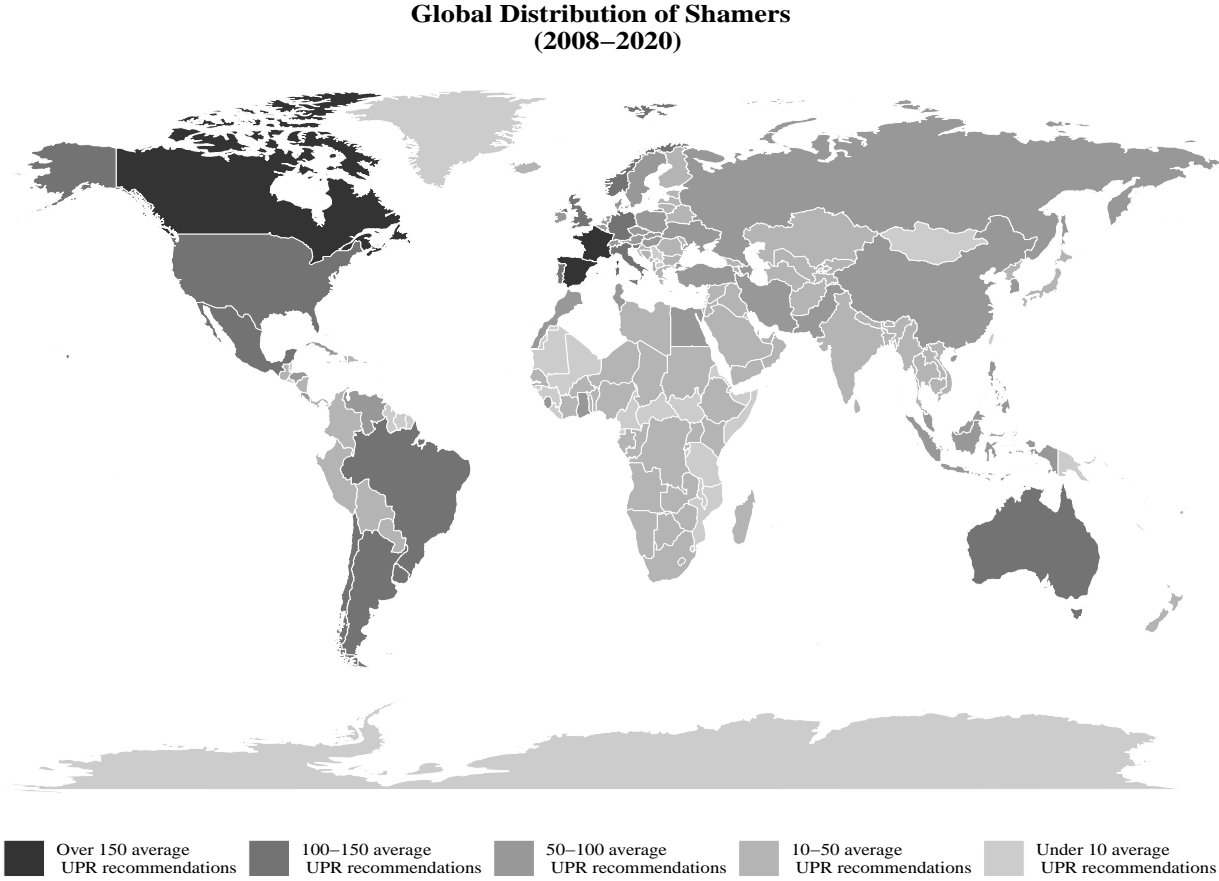 Global Distribution of Shamers
(2008−2020)
Over 150 average
UPR recommendations
100−150 average
UPR recommendations
50−100 average
UPR recommendations
10−50 average
UPR recommendations
Under 10 average
UPR recommendations